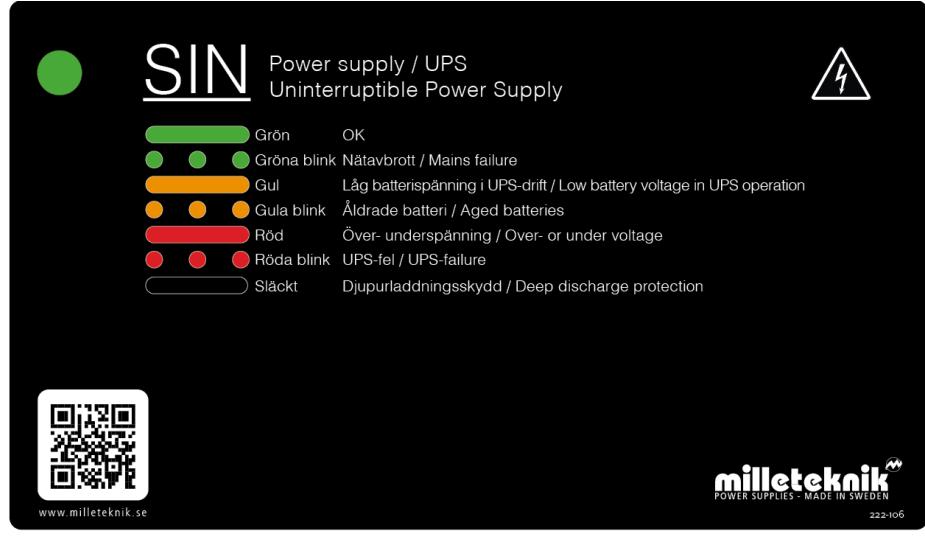 SIN
Power supply / UPS
Uninterruptible Power Supply
Grön OK
Gröna blink Nätavbrott / Mains failure
Gul Låg batterispänning i UPS-drift / Low battery voltage in UPS operation
Gula blink Åldrade batteri / Aged batteries
Röd Över- underspänning / Over- or under voltage
Röda blink UPS-fel / UPS-failure
Släckt Djupurladdningsskydd / Deep discharge protection
www.milleteknik.se
milleteknik
POWER SUPPLIES - MADE IN SWEDEN
222-106